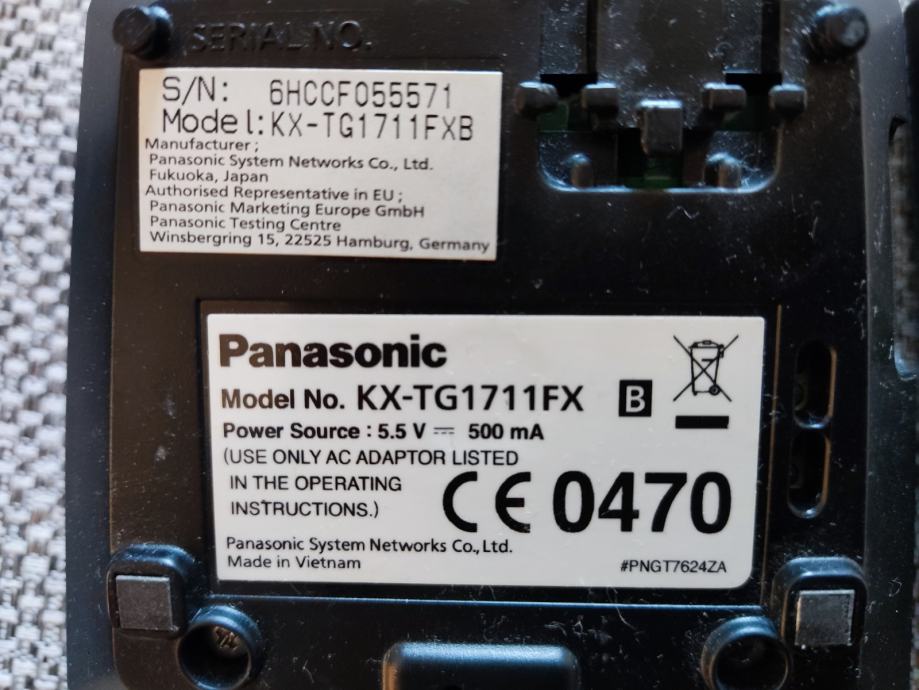 SERIAL NO.
S/N: 6HCCF055571
Model:KX-TG1711FXB
Manufacturer ;
Panasonic System Networks Co., Ltd.
Fukuoka, Japan
Authorised Representative in EU ;
Panasonic Marketing Europe GmbH
Panasonic Testing Centre
Winsbergring 15, 22525 Hamburg, Germany
Panasonic
Model No. KX-TG1711FX B
Power Source : 5.5 V ⎓ 500 mA
(USE ONLY AC ADAPTOR LISTED
IN THE OPERATING
INSTRUCTIONS.)
CE 0470
Panasonic System Networks Co.,Ltd.
Made in Vietnam
#PNGT7624ZA